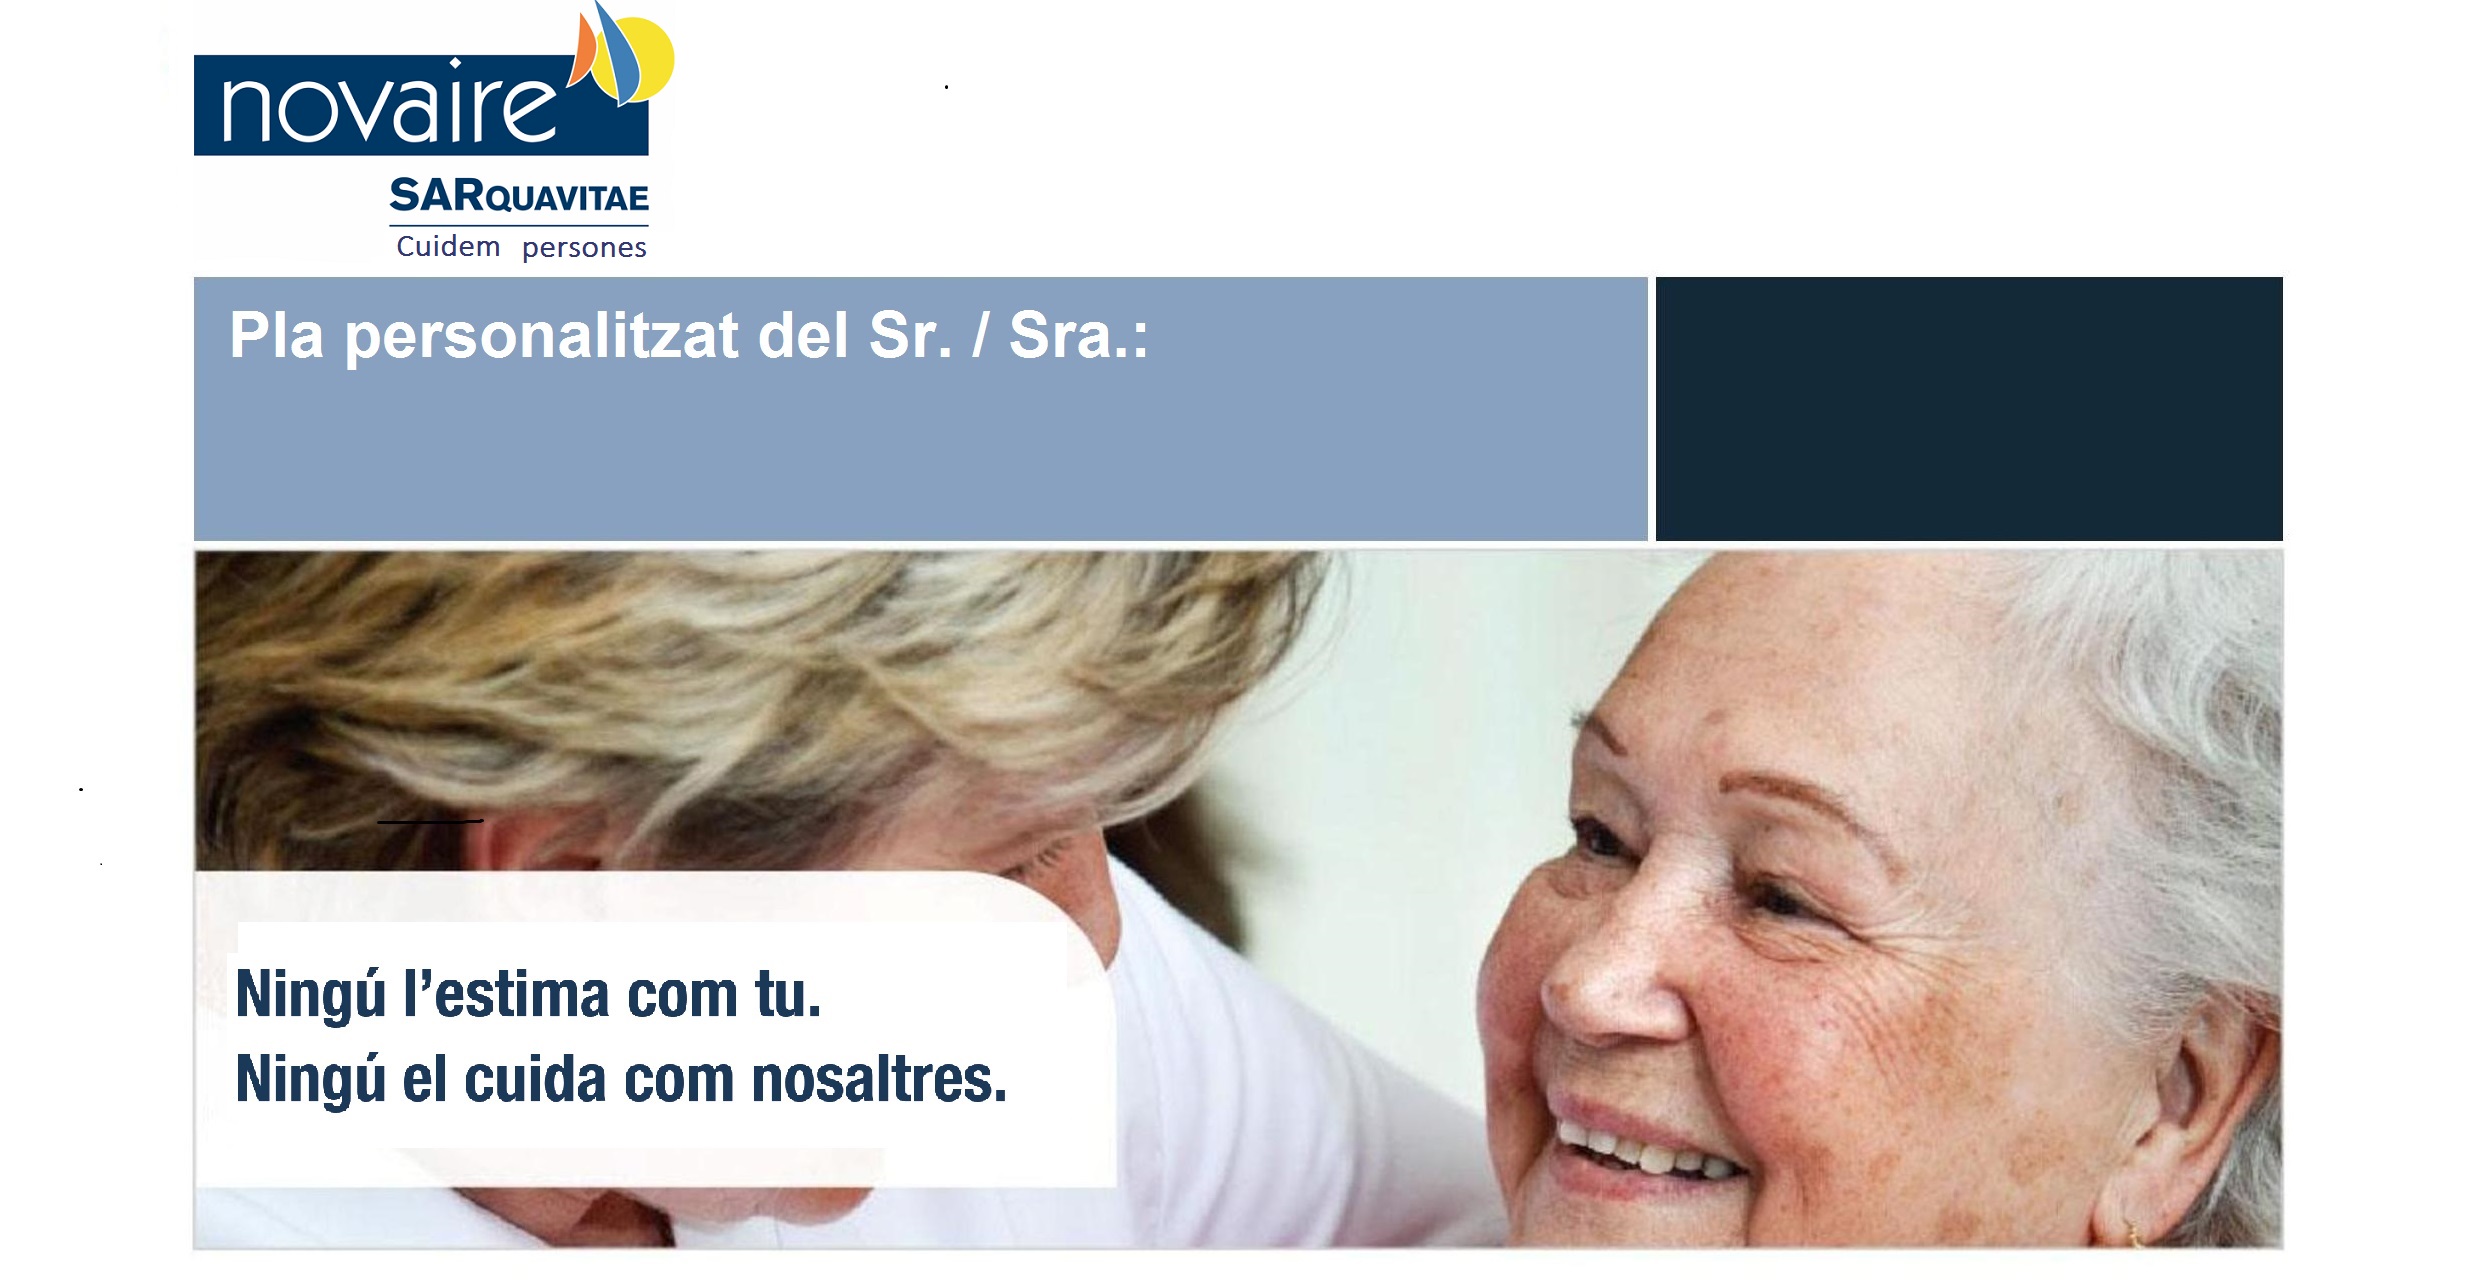 novaire
SARQUAVITAE
Cuidem persones
Pla personalitzat del Sr. / Sra.:
Ningú l’estima com tu.
Ningú el cuida com nosaltres.